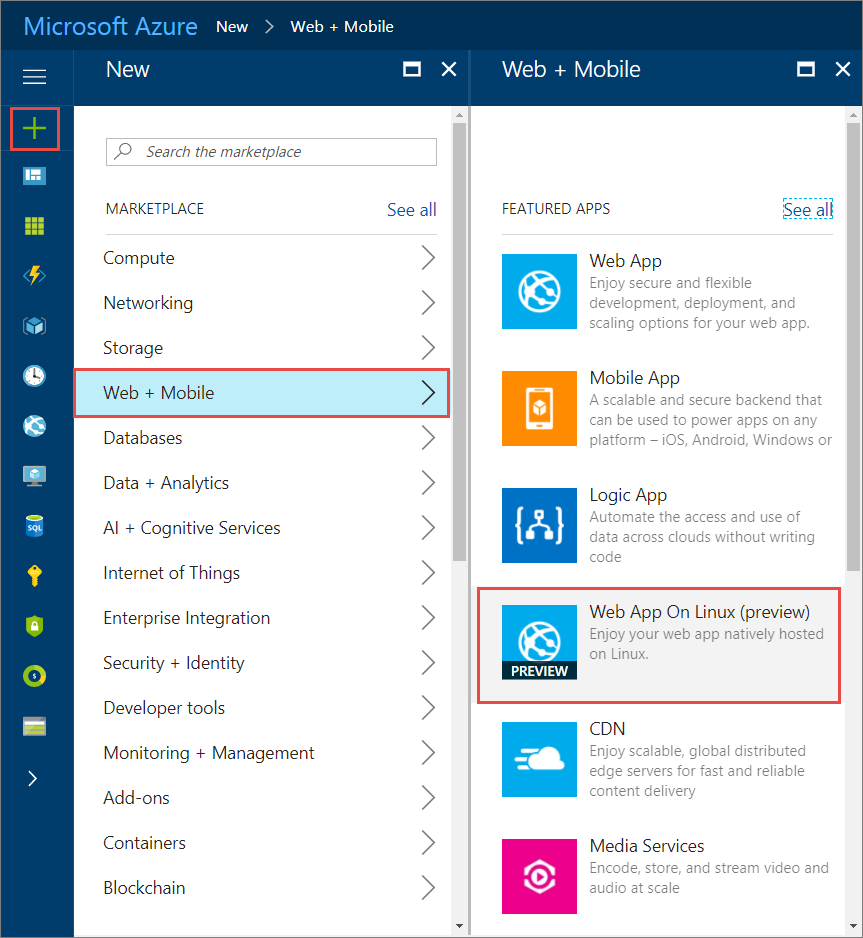 Microsoft Azure New > Web + Mobile
New
Web + Mobile
Search the marketplace
MARKETPLACE See all
Compute
Networking
Storage
Web + Mobile
Databases
Data + Analytics
AI + Cognitive Services
Internet of Things
Enterprise Integration
Security + Identity
Developer tools
Monitoring + Management
Add-ons
Containers
Blockchain
SQL
FEATURED APPS See all
Web App
Enjoy secure and flexible
development, deployment, and
scaling options for your web app.
Mobile App
A scalable and secure backend that
can be used to power apps on any
platform – iOS, Android, Windows or
Logic App
Automate the access and use of
data across clouds without writing
code
PREVIEW
Web App On Linux (preview)
Enjoy your web app natively hosted
on Linux.
CDN
Enjoy scalable, global distributed
edge servers for fast and reliable
content delivery
Media Services
Encode, store, and stream video and
audio at scale